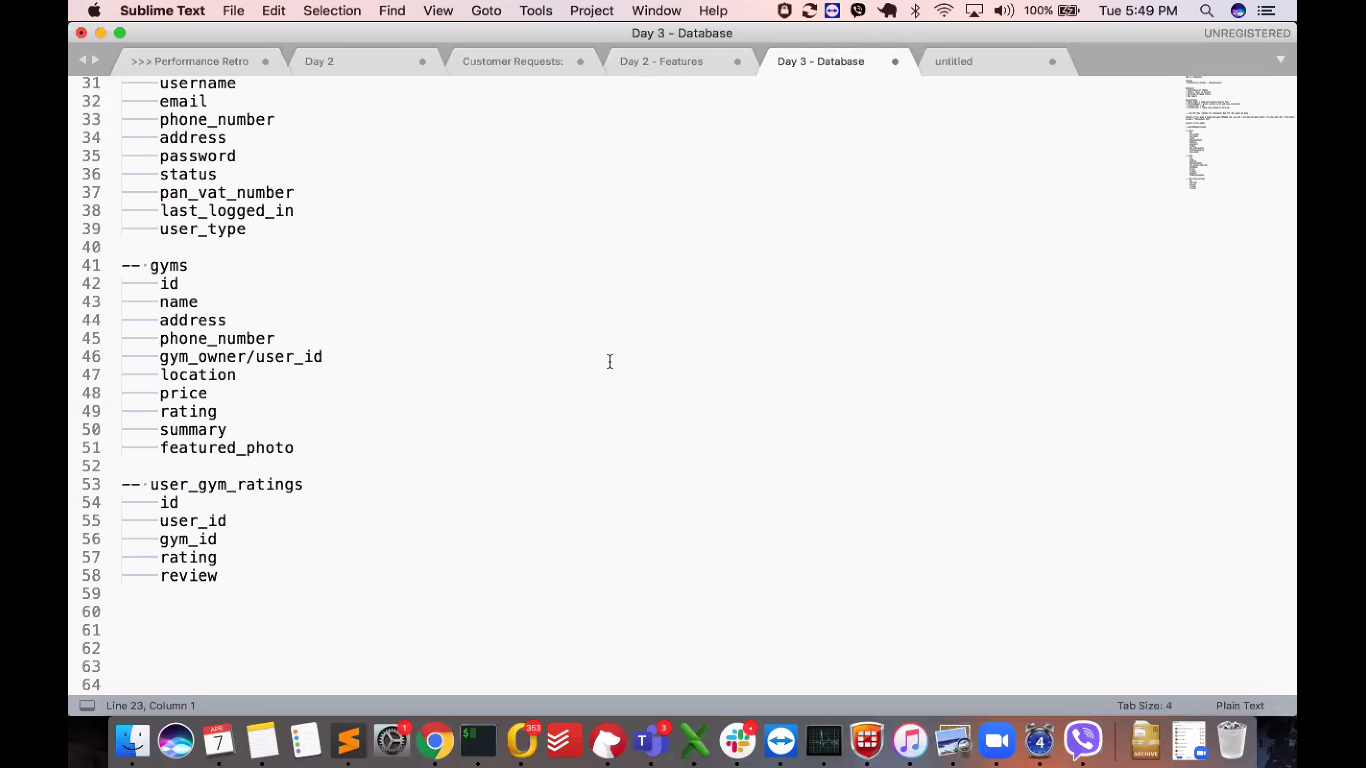 Sublime Text File Edit Selection Find View Goto Tools Project Window Help 100% Tue 5:49 PM
Day 3 - Database UNREGISTERED
>>> Performance Retro Day 2 Customer Requests: Day 2 - Features Day 3 - Database untitled
31 username
32 email
33 phone_number
34 address
35 password
36 status
37 pan_vat_number
38 last_logged_in
39 user_type
40
41 -- gyms
42 id
43 name
44 address
45 phone_number
46 gym_owner/user_id
47 location
48 price
49 rating
50 summary
51 featured_photo
52
53 -- user_gym_ratings
54 id
55 user_id
56 gym_id
57 rating
58 review
59
60
61
62
63
64
Line 23, Column 1 Tab Size: 4 Plain Text
APR 7 1 353 3 4 ARCHIVE